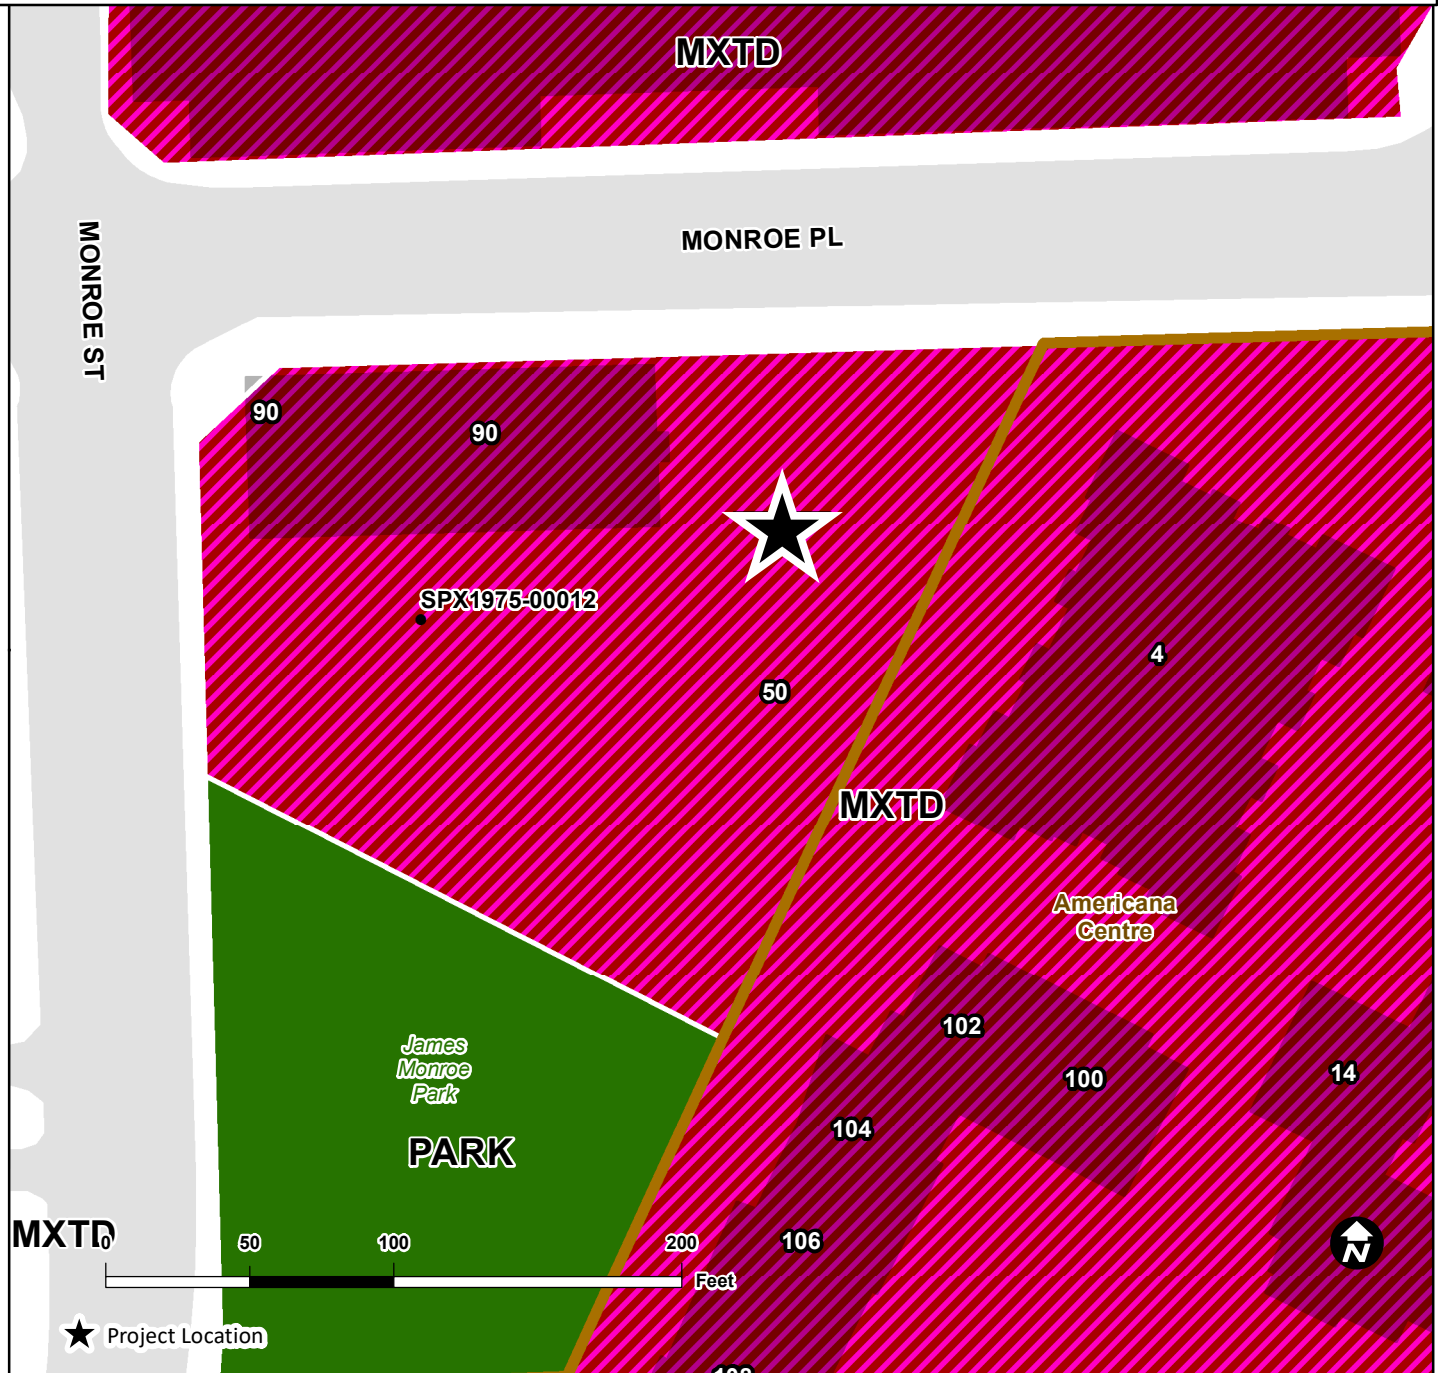 MXTD
MONROE ST
MONROE PL
90
90
SPX1975-00012
4
50
MXTD
Americana
Centre
102
James
Monroe
Park
14
100
104
PARK
MXTD
106
0 50 100 200
Feet
N
Project Location